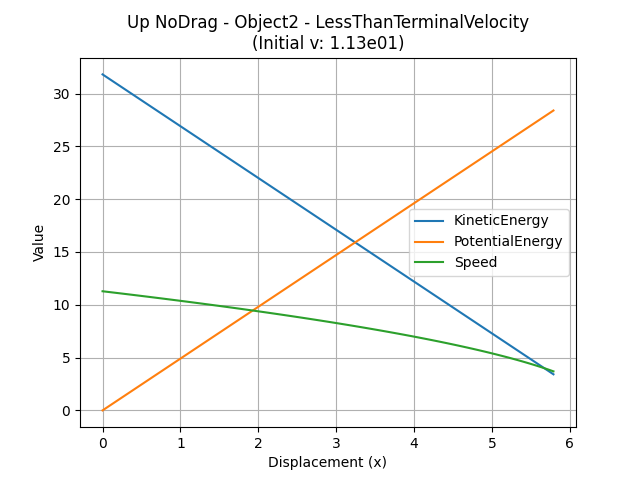 Up NoDrag - Object2 - LessThanTerminalVelocity
(Initial v: 1.13e01)
Value
30
25
20
15
10
5
0
KineticEnergy
PotentialEnergy
Speed
0 1 2 3 4 5 6
Displacement (x)